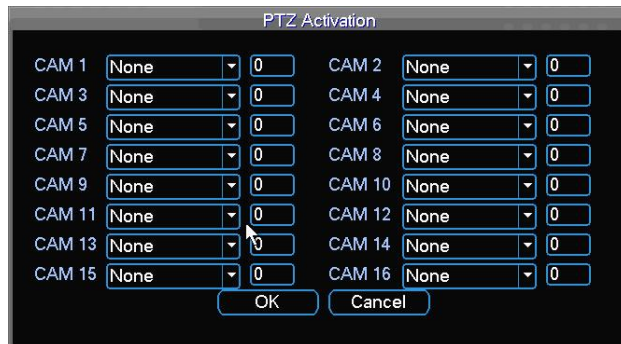 PTZ Activation
CAM 1 None 0 CAM 2 None 0
CAM 3 None 0 CAM 4 None 0
CAM 5 None 0 CAM 6 None 0
CAM 7 None 0 CAM 8 None 0
CAM 9 None 0 CAM 10 None 0
CAM 11 None 0 CAM 12 None 0
CAM 13 None 0 CAM 14 None 0
CAM 15 None 0 CAM 16 None 0
OK Cancel